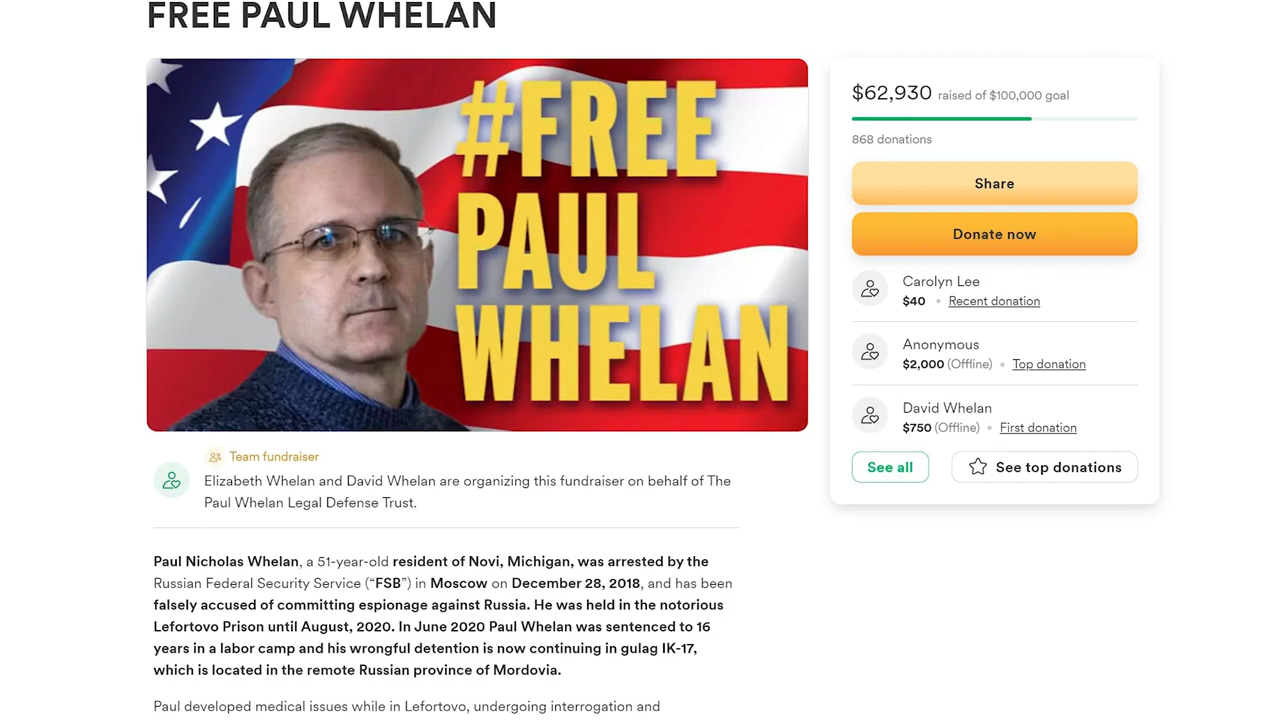 FREE PAUL WHELAN
#FREE
PAUL
WHELAN
$62,930 raised of $100,000 goal
868 donations
Share
Donate now
Carolyn Lee
$40 • Recent donation
Anonymous
$2,000 (Offline) • Top donation
David Whelan
$750 (Offline) • First donation
See all
See top donations
Team fundraiser
Elizabeth Whelan and David Whelan are organizing this fundraiser on behalf of The
Paul Whelan Legal Defense Trust.
Paul Nicholas Whelan, a 51-year-old resident of Novi, Michigan, was arrested by the
Russian Federal Security Service (“FSB”) in Moscow on December 28, 2018, and has been
falsely accused of committing espionage against Russia. He was held in the notorious
Lefortovo Prison until August, 2020. In June 2020 Paul Whelan was sentenced to 16
years in a labor camp and his wrongful detention is now continuing in gulag IK-17,
which is located in the remote Russian province of Mordovia.
Paul developed medical issues while in Lefortovo, undergoing interrogation and